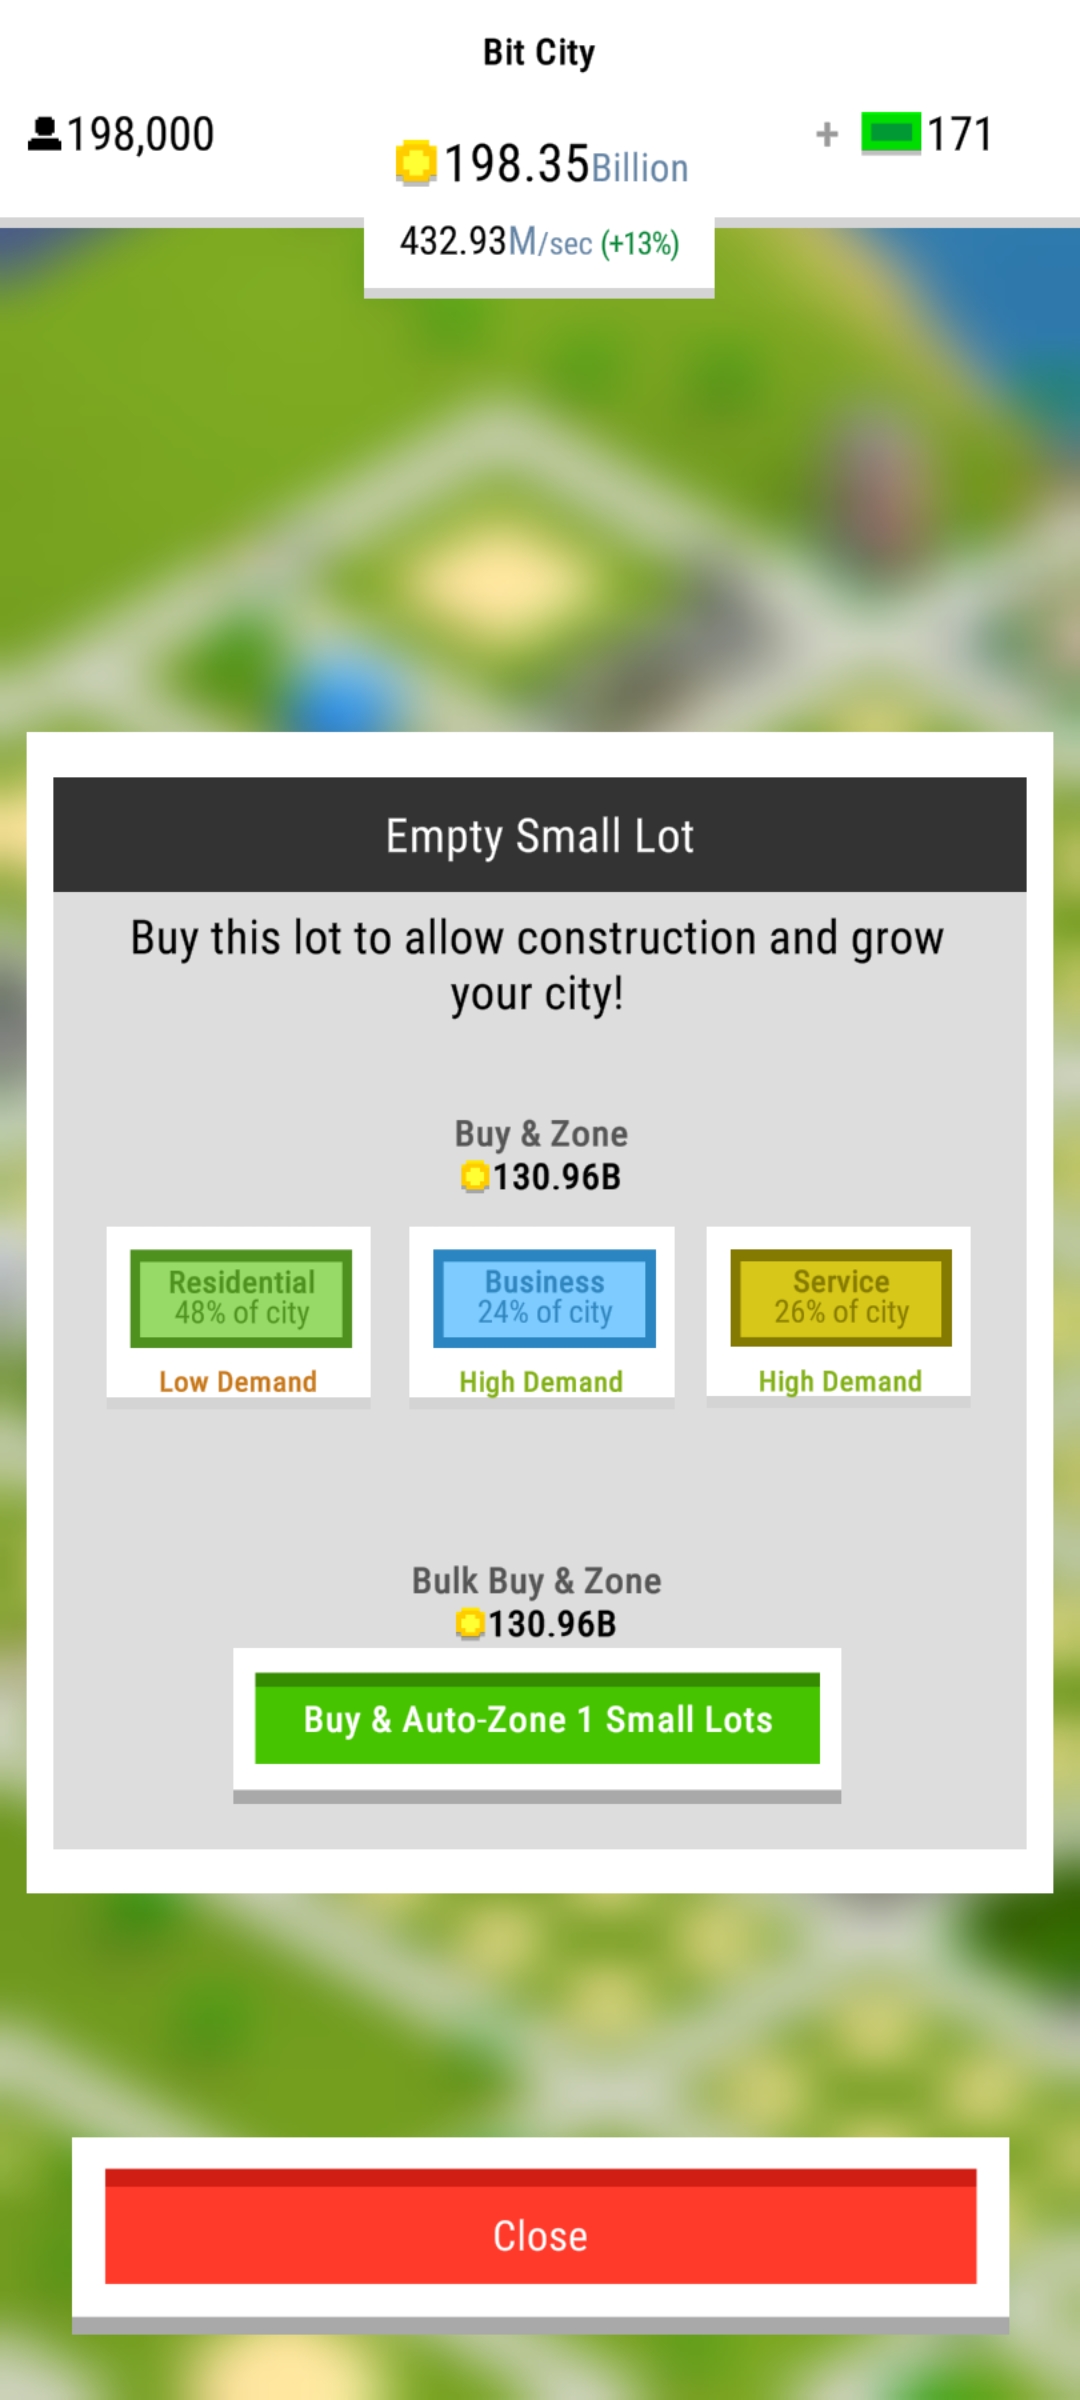 Bit City
198,000
198.35Billion
+ 171
432.93M/sec (+13%)
Empty Small Lot
Buy this lot to allow construction and grow
your city!
Buy & Zone
130.96B
Residential
48% of city
Low Demand
Business
24% of city
High Demand
Service
26% of city
High Demand
Bulk Buy & Zone
130.96B
Buy & Auto-Zone 1 Small Lots
Close